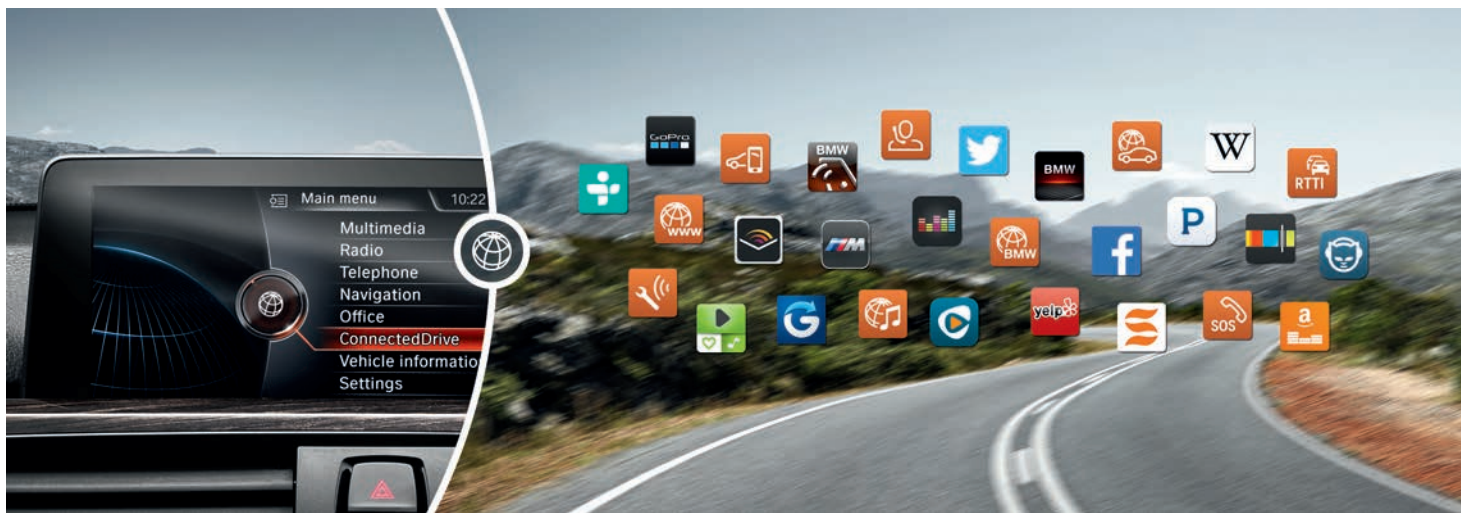 Main menu 10:22
Multimedia
Radio
Telephone
Navigation
Office
ConnectedDrive
Vehicle informatio
Settings
GoPro
BMW
BMW
W
RTTI
www
M
BMW
f
P
yelp
SOS
a